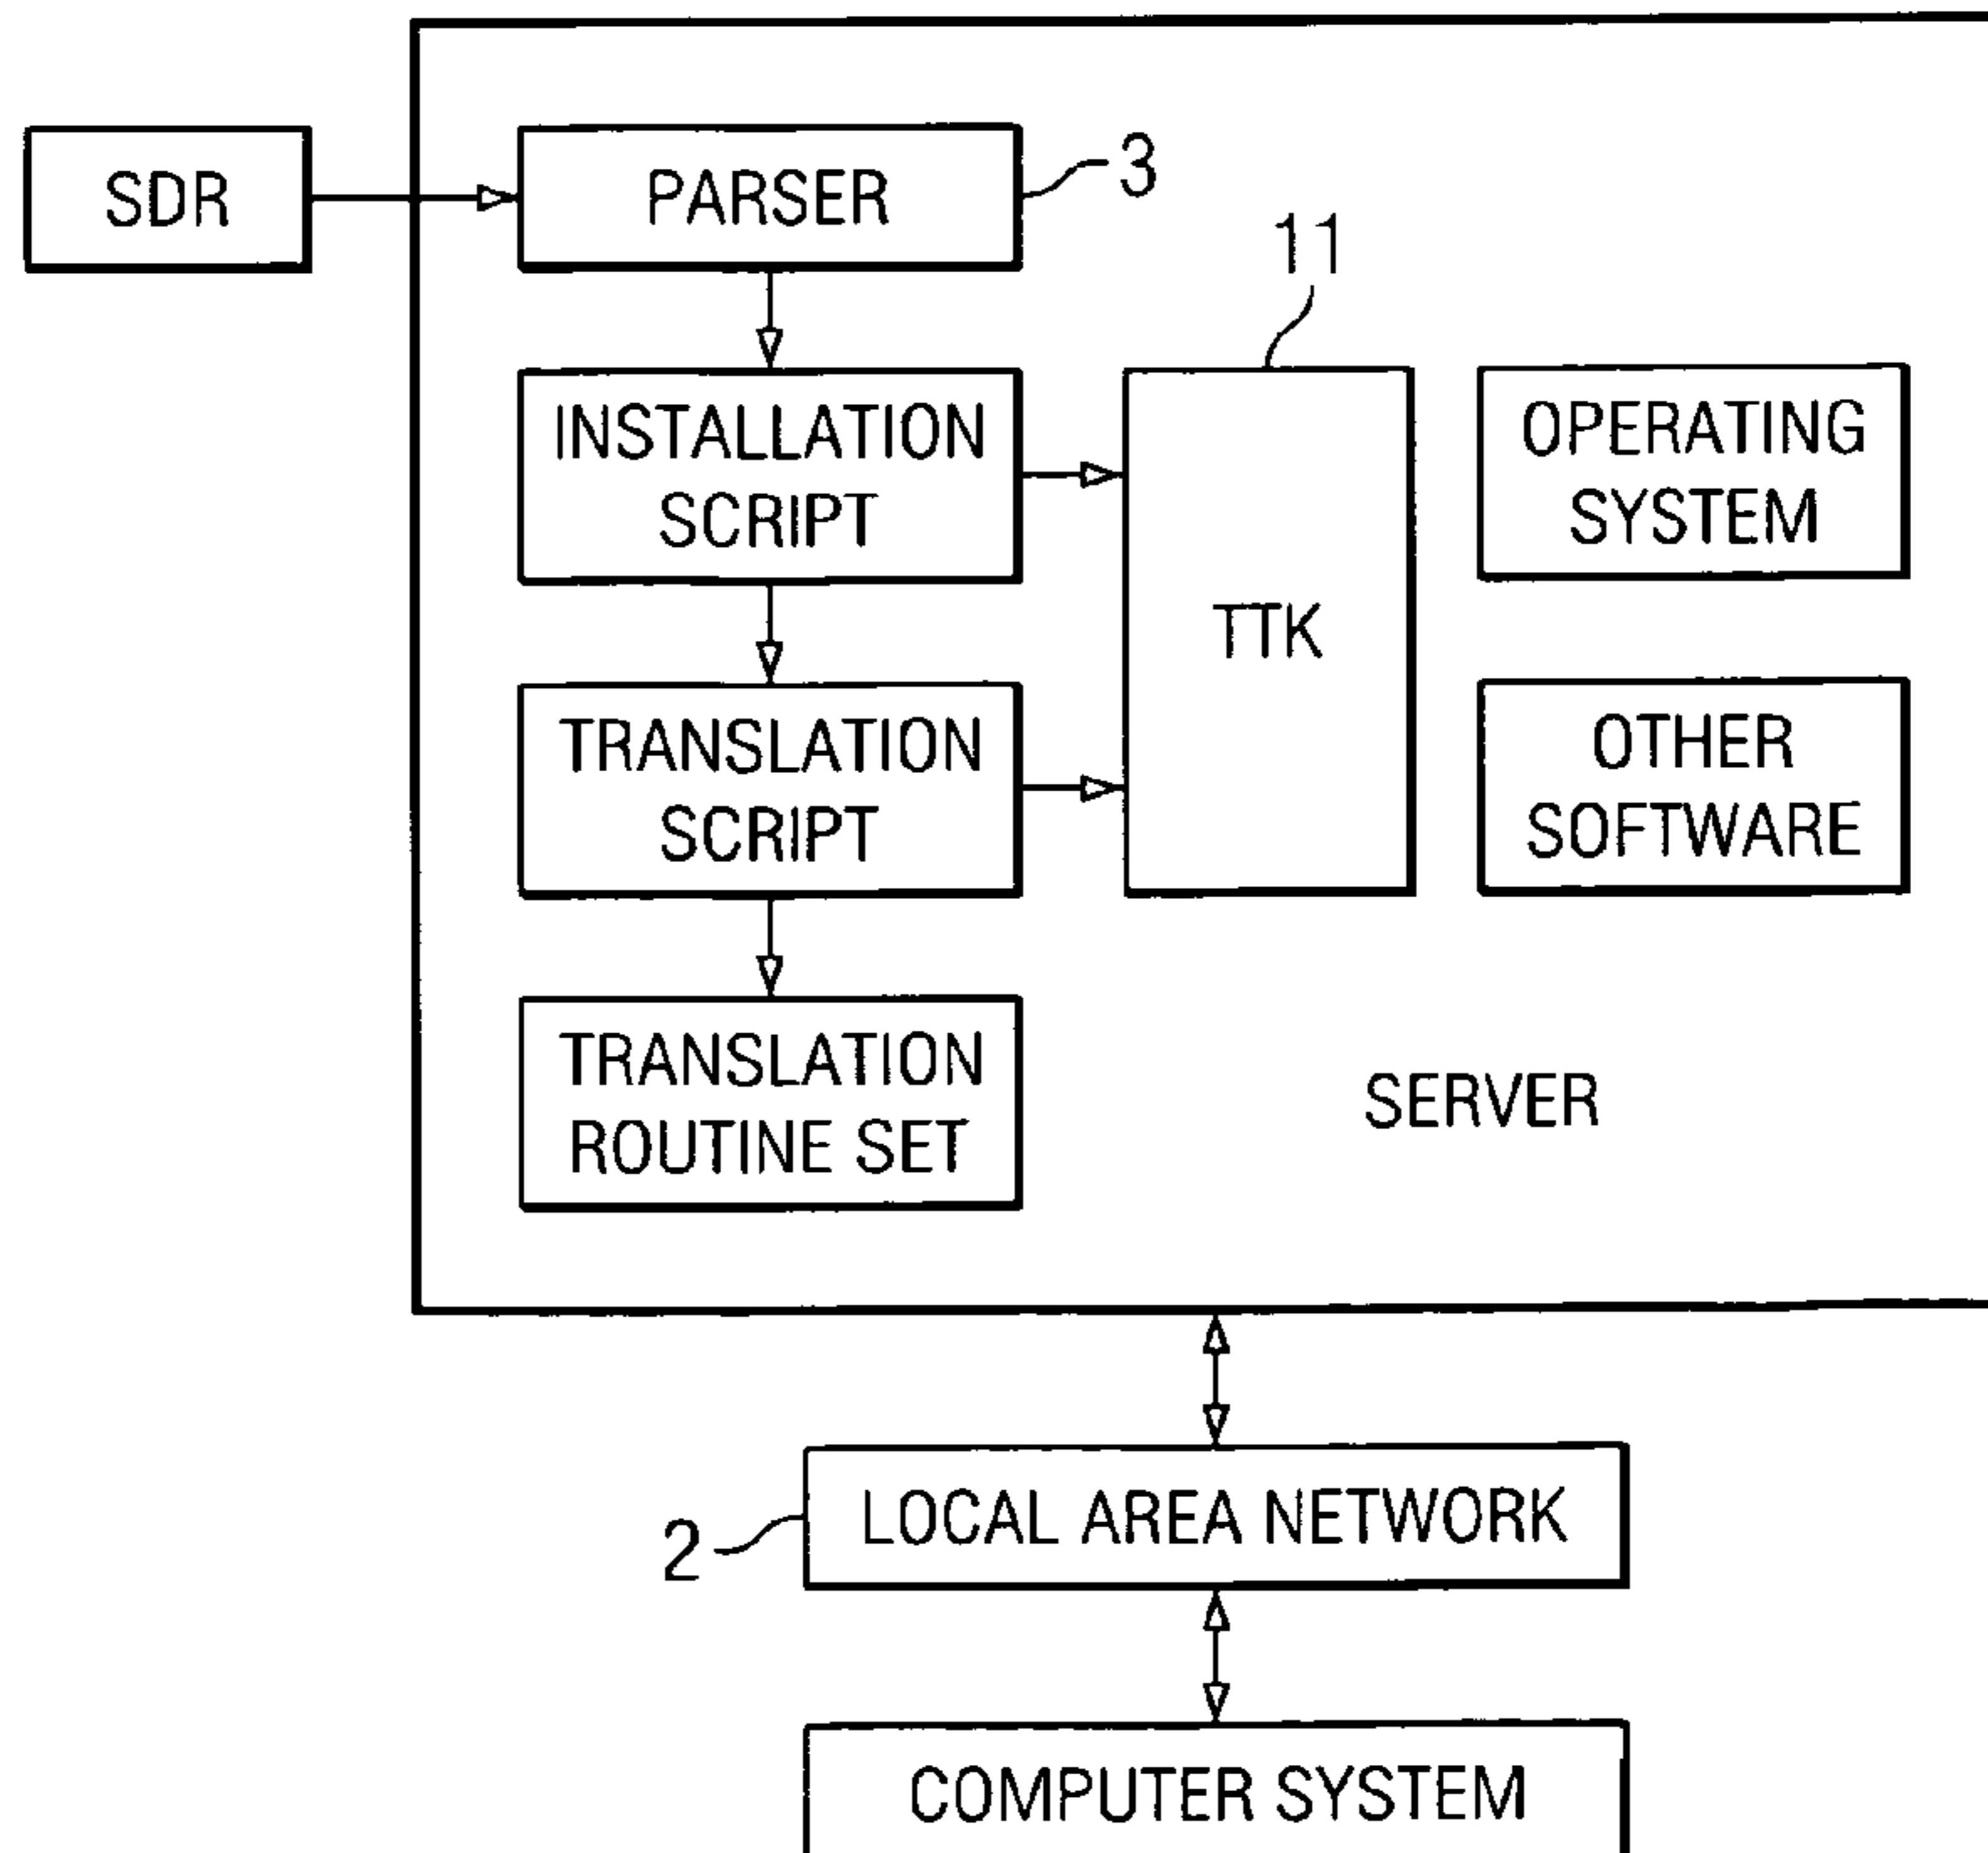 SDR
PARSER
3
11
INSTALLATION
SCRIPT
TTK
OPERATING
SYSTEM
TRANSLATION
SCRIPT
OTHER
SOFTWARE
TRANSLATION
ROUTINE SET
SERVER
LOCAL AREA NETWORK
2
COMPUTER SYSTEM